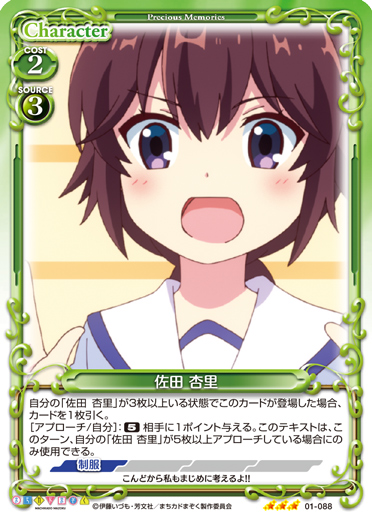 Precious Memories
Character
COST
2
SOURCE
3
佐田 杏里
自分の「佐田 杏里」が3枚以上いる状態でこのカードが登場した場合、
カードを1枚引く。
[アプローチ/自分]:5 相手に1ポイント与える。このテキストは、こ
のターン、自分の「佐田 杏里」が5枚以上アプローチしている場合にの
み使用できる。
制服
こんどから私もまじめに考えるよ!!
01-088
©伊藤いづも・芳文社/まちカドまぞく製作委員会